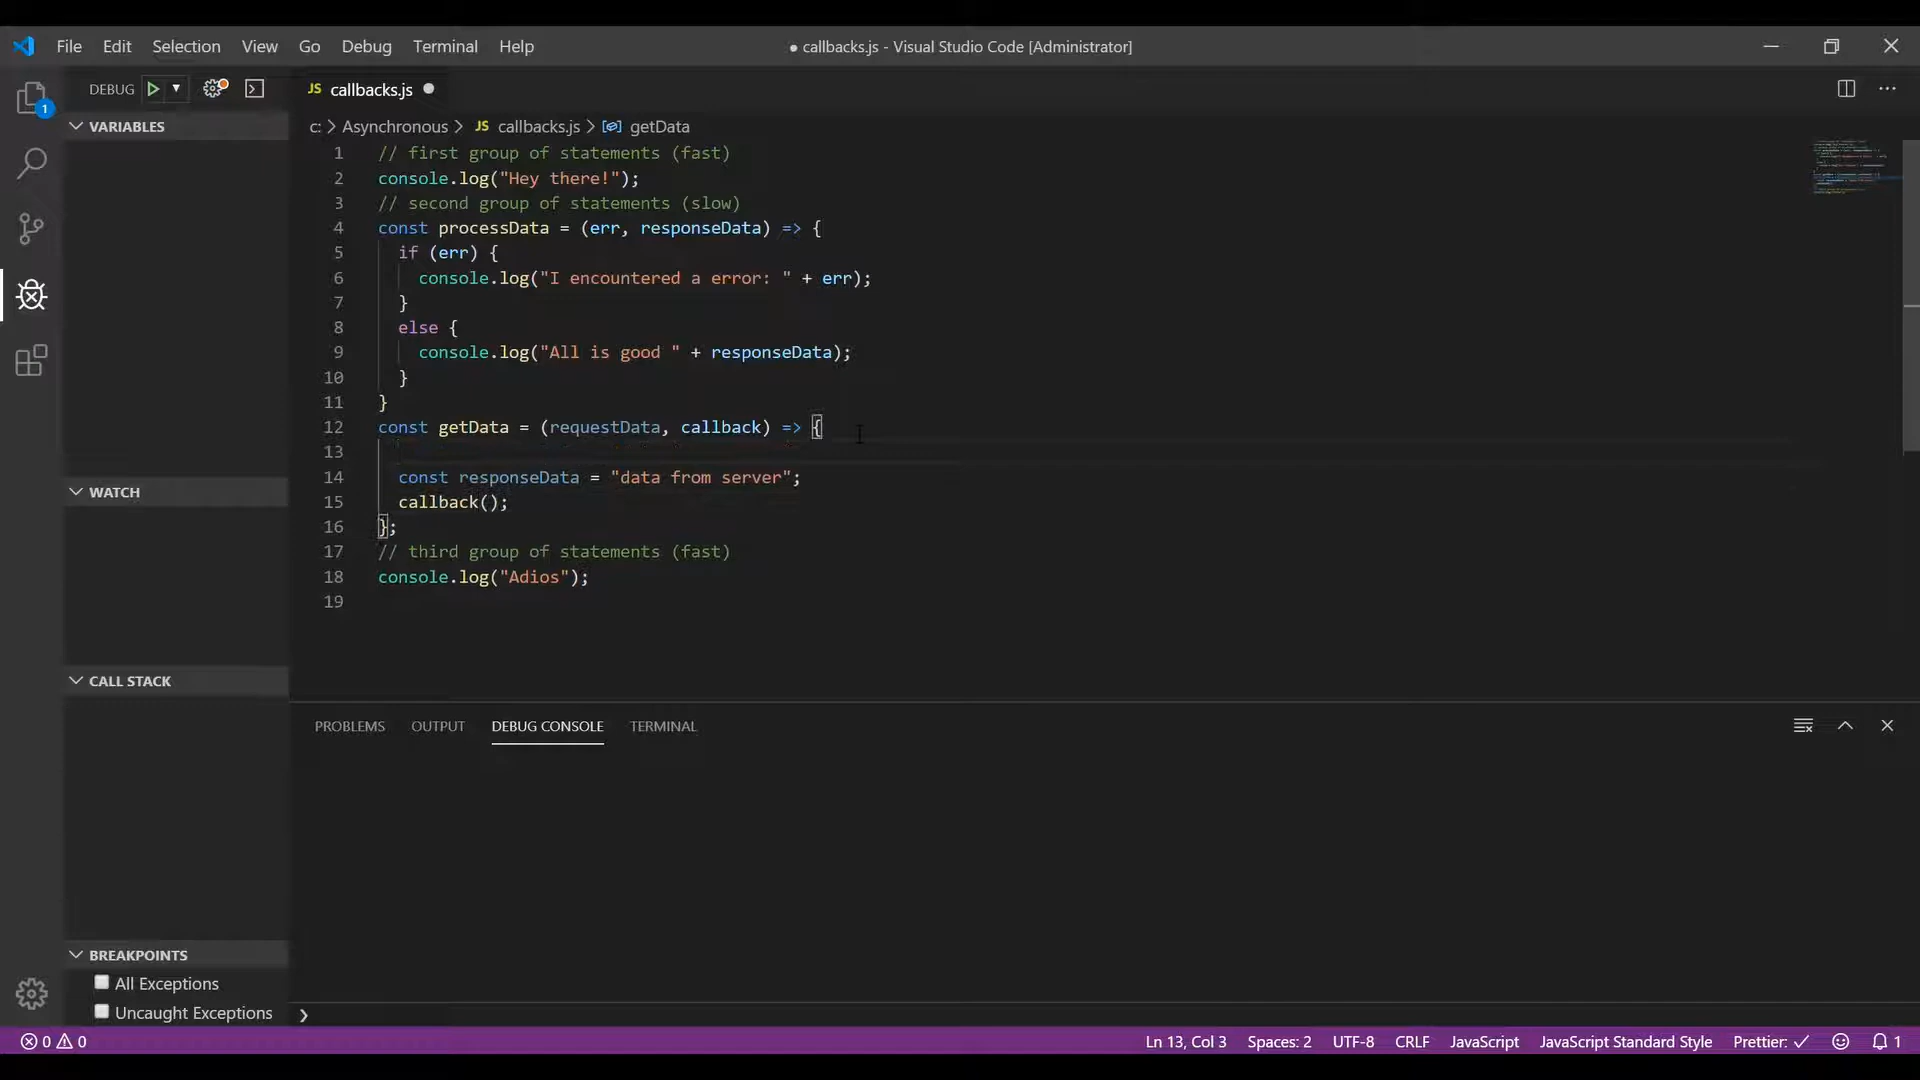 File Edit Selection View Go Debug Terminal Help
● callbacks.js - Visual Studio Code [Administrator]
DEBUG
JS callbacks.js
1
VARIABLES
c: > Asynchronous > JS callbacks.js > getData
1 // first group of statements (fast)
2 console.log("Hey there!");
3 // second group of statements (slow)
4 const processData = (err, responseData) => {
5 if (err) {
6 console.log("I encountered a error: " + err);
7 }
8 else {
9 console.log("All is good " + responseData);
10 }
11 }
12 const getData = (requestData, callback) => {
13
14 const responseData = "data from server";
15 callback();
16 };
17 // third group of statements (fast)
18 console.log("Adios");
19
WATCH
CALL STACK
PROBLEMS OUTPUT DEBUG CONSOLE TERMINAL
BREAKPOINTS
All Exceptions
Uncaught Exceptions
0 0
Ln 13, Col 3 Spaces: 2 UTF-8 CRLF JavaScript JavaScript Standard Style Prettier: ✓ 1